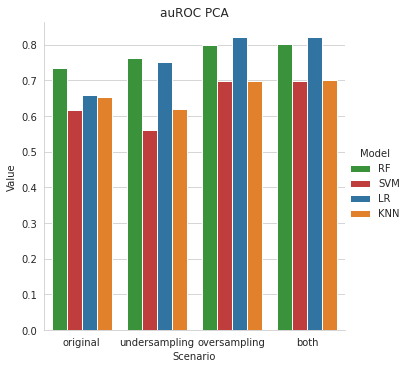 auROC PCA
Value
0.8
0.7
0.6
0.5
0.4
0.3
0.2
0.1
0.0
original undersampling oversampling both
Scenario
Model
RF
SVM
LR
KNN